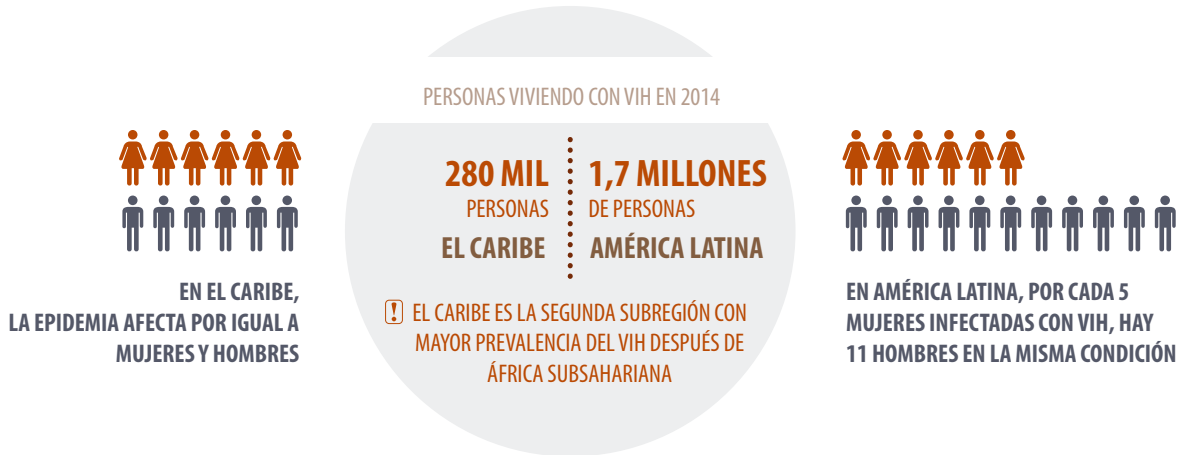 PERSONAS VIVIENDO CON VIH EN 2014
280 MIL
PERSONAS
EL CARIBE
1,7 MILLONES
DE PERSONAS
AMÉRICA LATINA
! EL CARIBE ES LA SEGUNDA SUBREGIÓN CON
MAYOR PREVALENCIA DEL VIH DESPUÉS DE
ÁFRICA SUBSAHARIANA
EN EL CARIBE,
LA EPIDEMIA AFECTA POR IGUAL A
MUJERES Y HOMBRES
EN AMÉRICA LATINA, POR CADA 5
MUJERES INFECTADAS CON VIH, HAY
11 HOMBRES EN LA MISMA CONDICIÓN